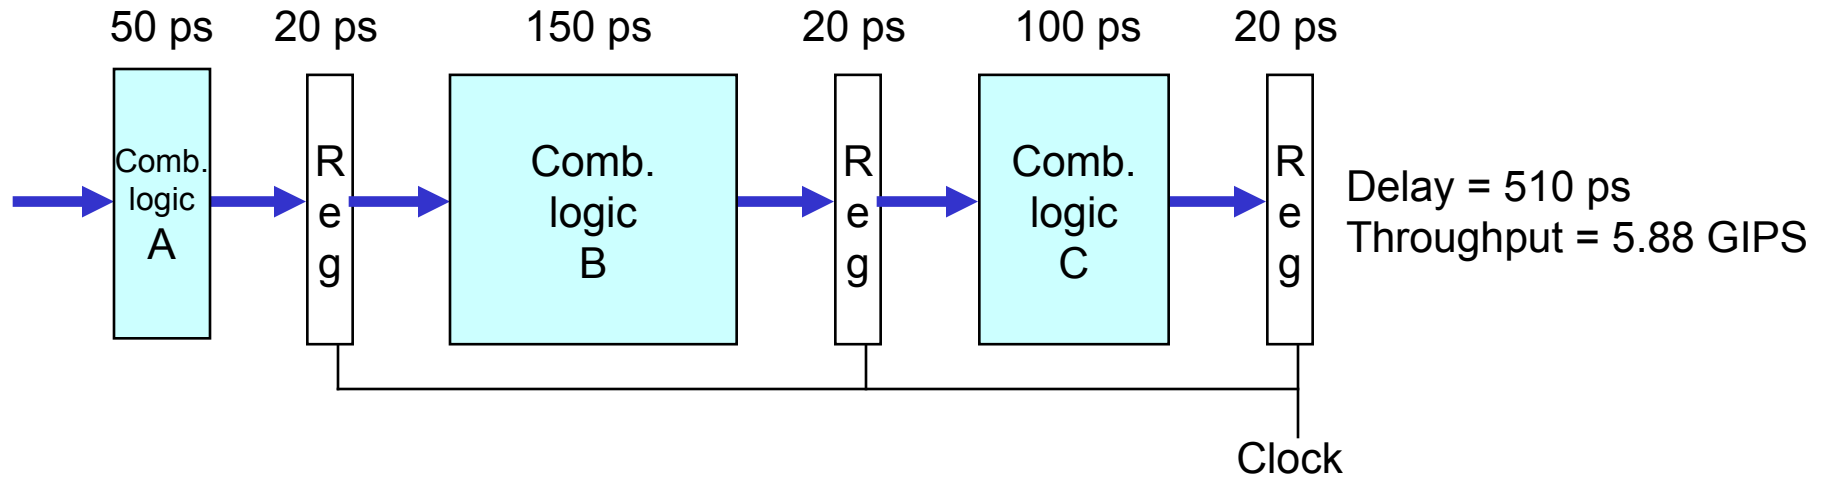 50 ps
20 ps
150 ps
20 ps
100 ps
20 ps
Comb.
logic
A
R
e
g
Comb.
logic
B
R
e
g
Comb.
logic
C
R
e
g
Delay = 510 ps
Throughput = 5.88 GIPS
Clock